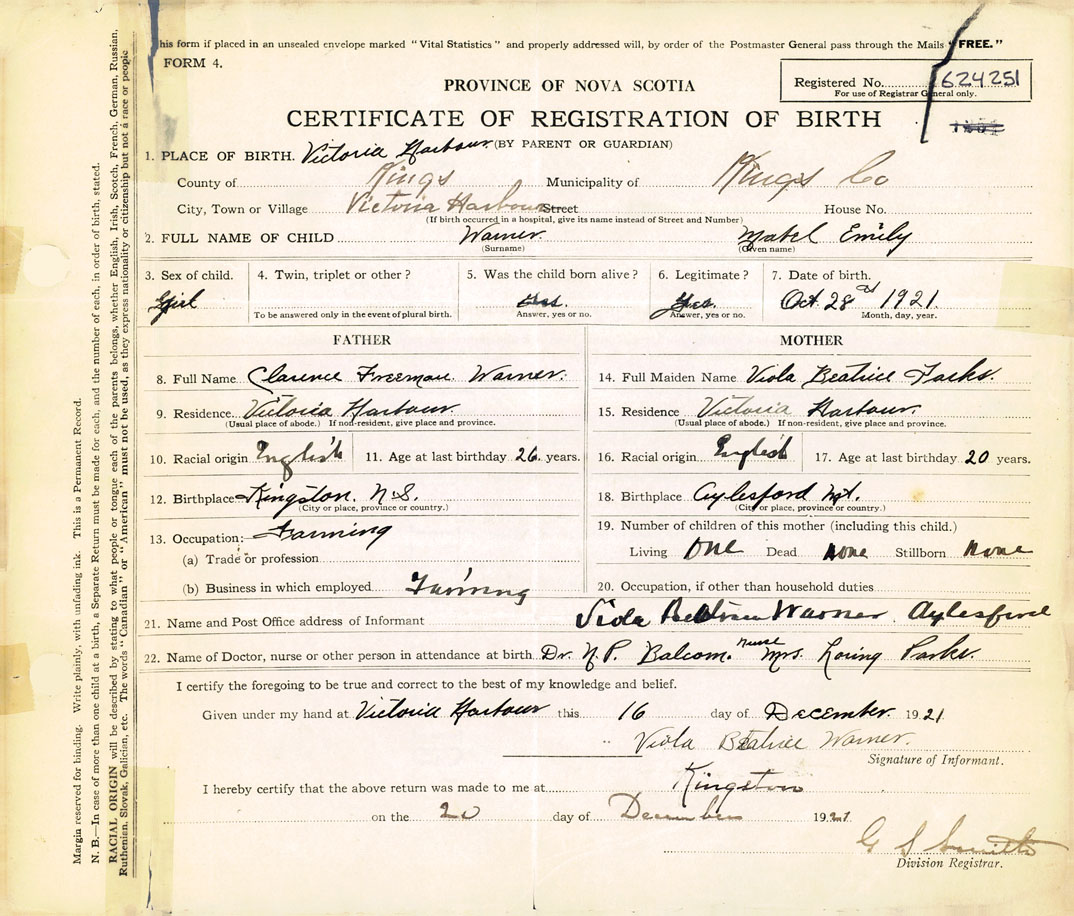 This form if placed in an unsealed envelope marked "Vital Statistics" and properly addressed will, by order of the Postmaster General pass through the Mails "FREE."
FORM 4.
PROVINCE OF NOVA SCOTIA
Registered No. 624251
For use of Registrar General only.
CERTIFICATE OF REGISTRATION OF BIRTH
(BY PARENT OR GUARDIAN)
1. PLACE OF BIRTH. Victoria Harbour
County of Kings Municipality of Kings Co
City, Town or Village Victoria Harbour Street House No.
(If birth occurred in a hospital, give its name instead of Street and Number)
2. FULL NAME OF CHILD Warner. Mabel Emily
(Surname) (Given name)
3. Sex of child. 4. Twin, triplet or other? 5. Was the child born alive? 6. Legitimate? 7. Date of birth.
Girl Yes. Yes. Oct. 28 1921
To be answered only in the event of plural birth. Answer, yes or no. Answer, yes or no. Month, day, year.
FATHER
8. Full Name Clarence Freeman Warner.
9. Residence Victoria Harbour.
(Usual place of abode.) If non-resident, give place and province.
10. Racial origin English 11. Age at last birthday 26 years.
12. Birthplace Kingston, N.S.
(City or place, province or country.)
13. Occupation: Farming
(a) Trade or profession
(b) Business in which employed Farming
MOTHER
14. Full Maiden Name Viola Beatrice
15. Residence Victoria Harbour.
(Usual place of abode.) If non-resident, give place and province.
16. Racial origin English 17. Age at last birthday 20 years.
18. Birthplace Aylesford Mt.
(City or place, province or country.)
19. Number of children of this mother (including this child.)
Living One Dead none Stillborn none
20. Occupation, if other than household duties
21. Name and Post Office address of Informant Viola Beatrice Warner Aylesford
22. Name of Doctor, nurse or other person in attendance at birth Dr. N.P. Balcom. Nurse Mrs. Loring Parks.
I certify the foregoing to be true and correct to the best of my knowledge and belief.
Given under my hand at Victoria Harbour this 16 day of December 1921
Viola Beatrice Warner.
Signature of Informant.
I hereby certify that the above return was made to me at Kingston
on the 20 day of December 1921
G S Smith
Division Registrar.
Margin reserved for binding. Write plainly, with unfading ink. This is a Permanent Record.
N. B.—In case of more than one child at a birth, a Separate Return must be made for each, and the number of each, in order of birth, stated.
RACIAL ORIGIN will be described by stating to what people or tongue each of the parents belongs, whether English, Irish, Scotch, French, German, Russian,
Ruthenian, Slovak, Galician, etc. The words "Canadian" or "American" must not be used, as they express nationality or citizenship but not a race or people